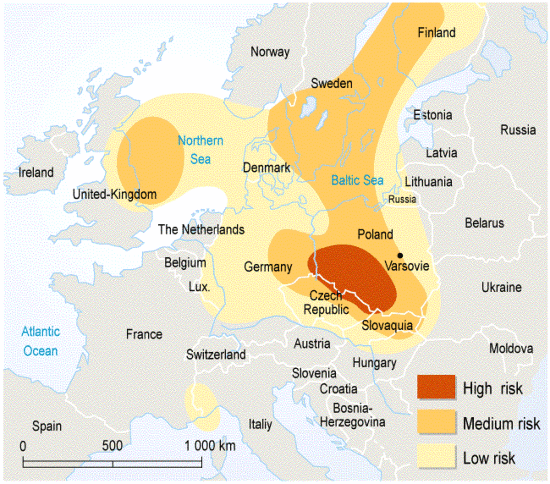 Finland
Norway
Sweden
Estonia
Russia
Northern
Sea
Latvia
Ireland
Denmark
Baltic Sea
Lithuania
United-Kingdom
Russia
Belarus
The Netherlands
Poland
Belgium
Germany
Varsovie
Lux.
Czech
Republic
Ukraine
Slovaquia
Atlantic
Ocean
France
Austria
Switzerland
Hungary
Moldova
Slovenia
Croatia
Bosnia-
Herzegovina
High risk
Spain
Italiy
Medium risk
0 500 1 000 km
Low risk